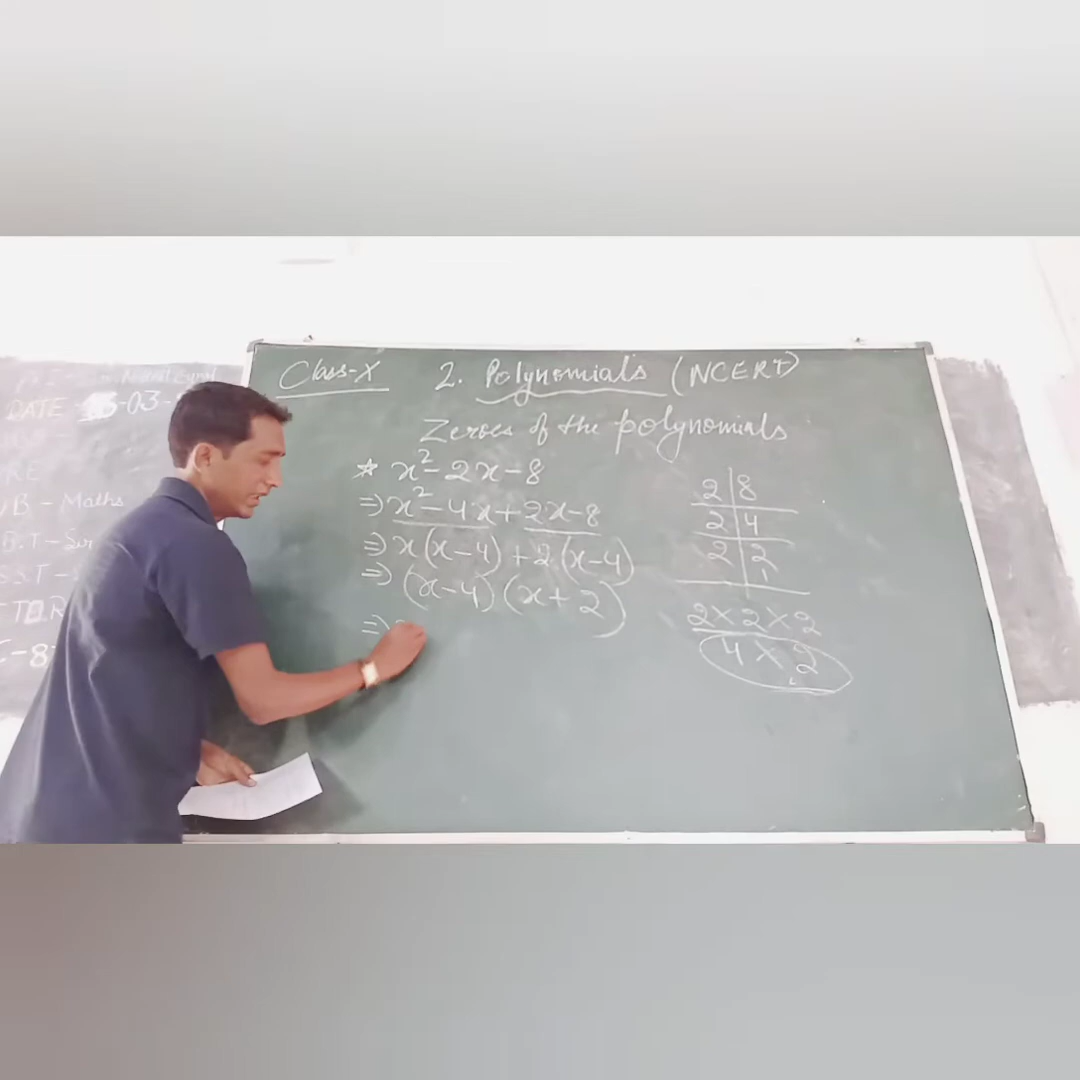 Class-X 2. Polynomials (NCERT)
Zeroes of the polynomials
☆ x²-2x-8
⇒ x²-4x+2x-8
⇒ x(x-4)+2(x-4)
⇒ (x-4)(x+2)
⇒
2 8
2 4
2 2
1
2×2×2
4×2
DATE -03-
B - Maths